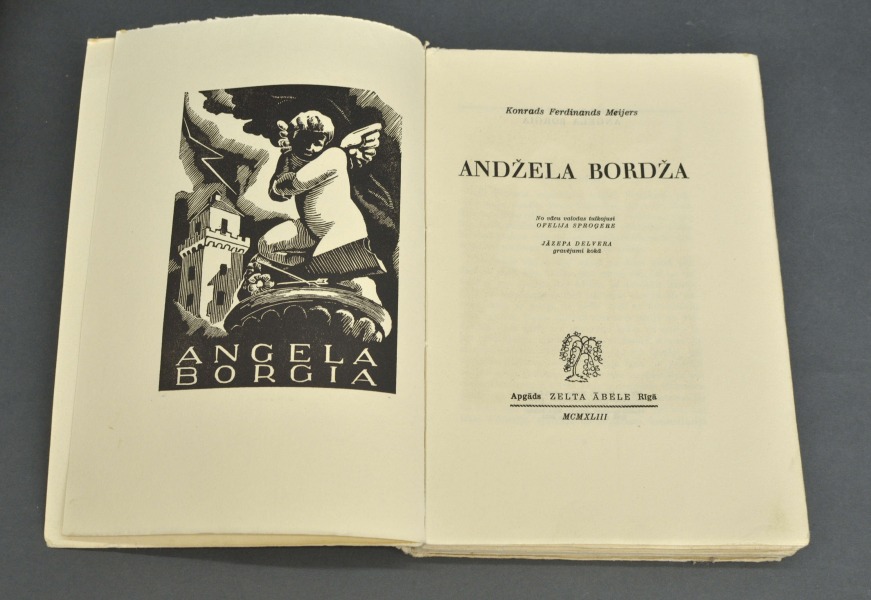 ANGELA
BORGIA
Konrads Ferdinands Meijers
ANDŽELA BORDŽA
No vācu valodas tulkojusi
OFELIJA SPROĢERE
JĀZEPA DELVERA
gravējumi kokā
Apgāds ZELTA ĀBELE Rīgā
MCMXLIII